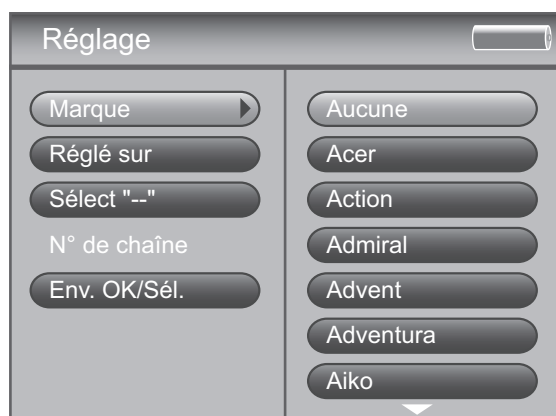 Réglage
Marque
Réglé sur
Sélect "--"
N° de chaîne
Env. OK/Sél.
Aucune
Acer
Action
Admiral
Advent
Adventura
Aiko